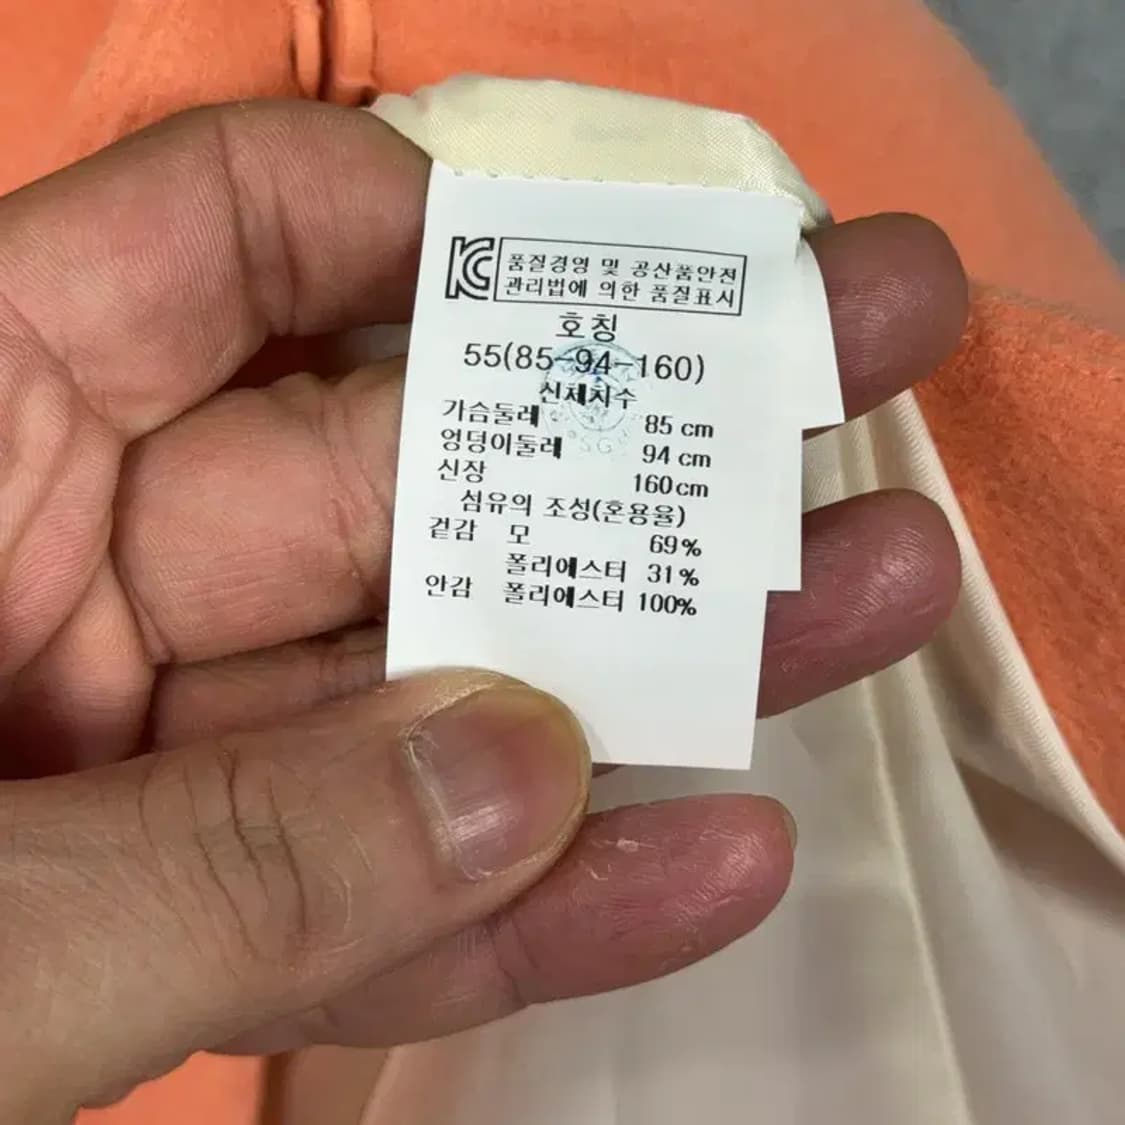 KC 품질경영 및 공산품안전
관리법에 의한 품질표시
호칭
55(85-94-160)
신체치수
가슴둘레 85 cm
엉덩이둘레 94 cm
신장 160cm
섬유의 조성(혼용율)
겉감 모 69%
폴리에스터 31%
안감 폴리에스터 100%